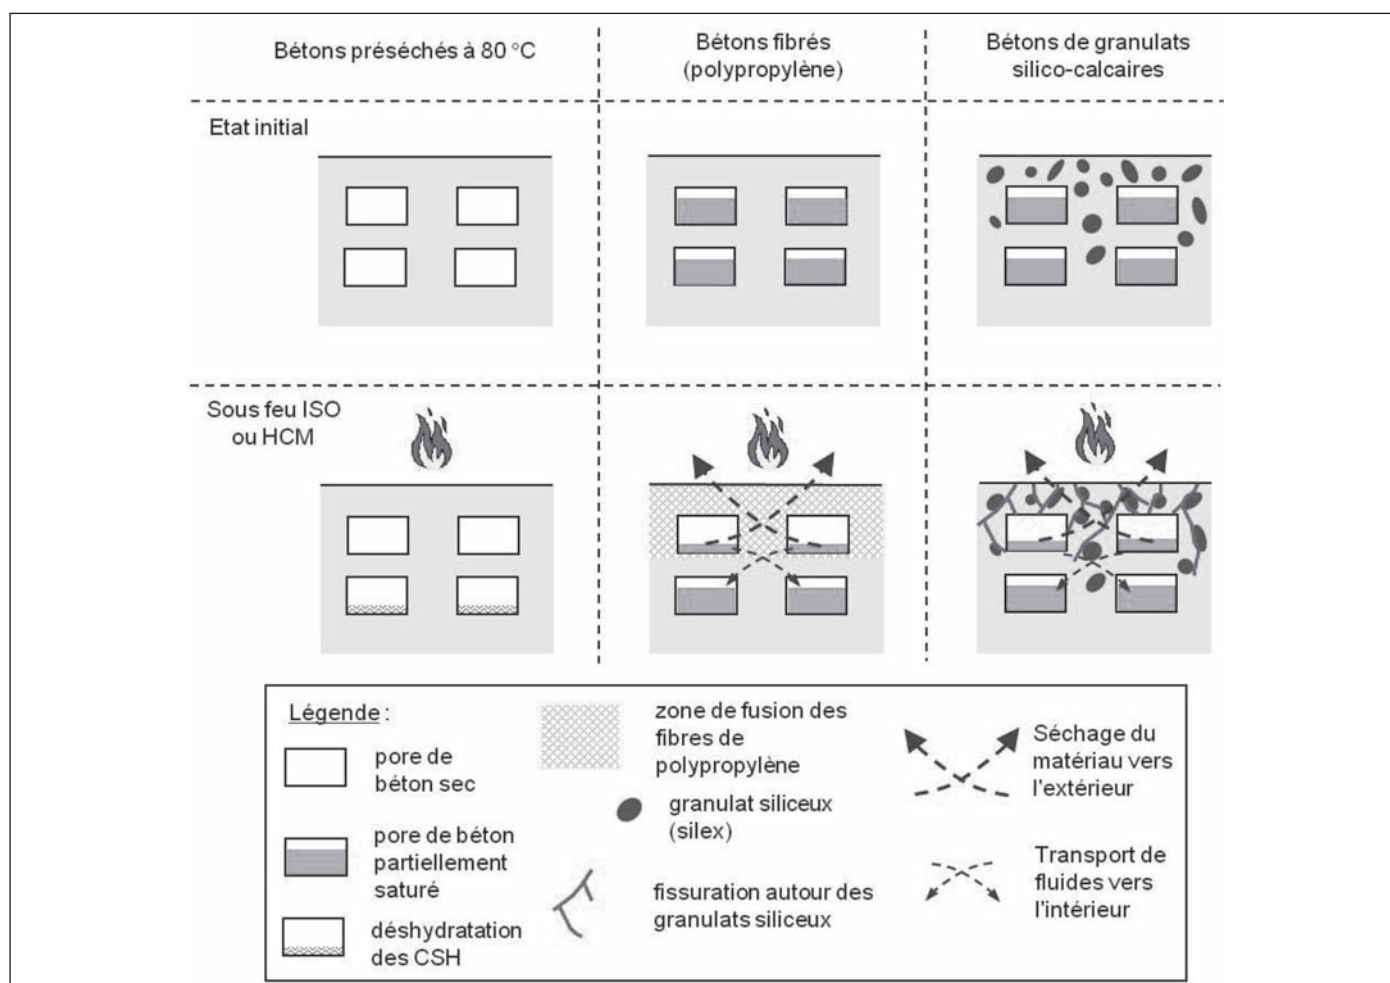 Bétons préséchés à 80 °C
Bétons fibrés
(polypropylène)
Bétons de granulats
silico-calcaires
Etat initial
Sous feu ISO
ou HCM
Légende :
pore de
béton sec
pore de béton
partiellement
saturé
déshydratation
des CSH
zone de fusion des
fibres de
polypropylène
granulat siliceux
(silex)
fissuration autour des
granulats siliceux
Séchage du
matériau vers
l'extérieur
Transport de
fluides vers
l'intérieur